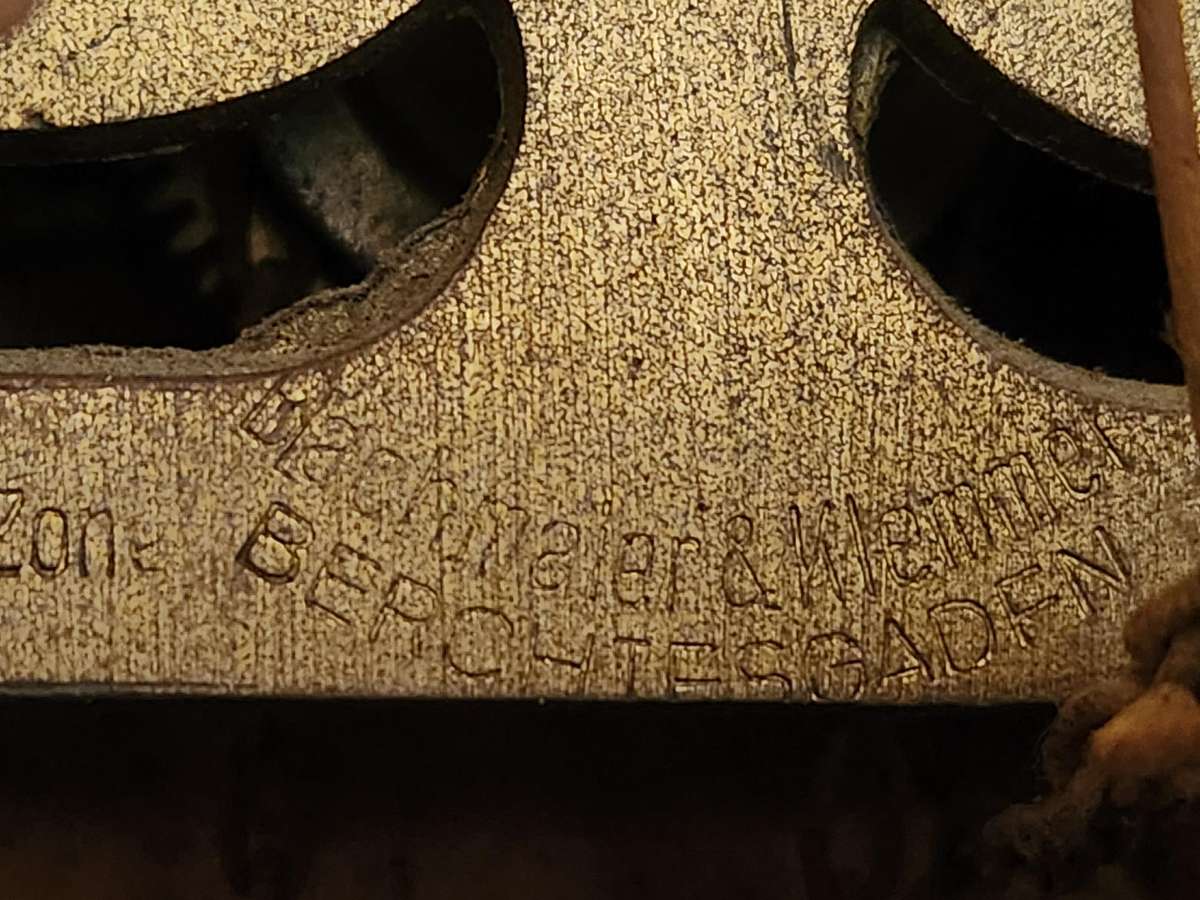 Zone
Bachmaier & Klemmer
BERCHTESGADEN